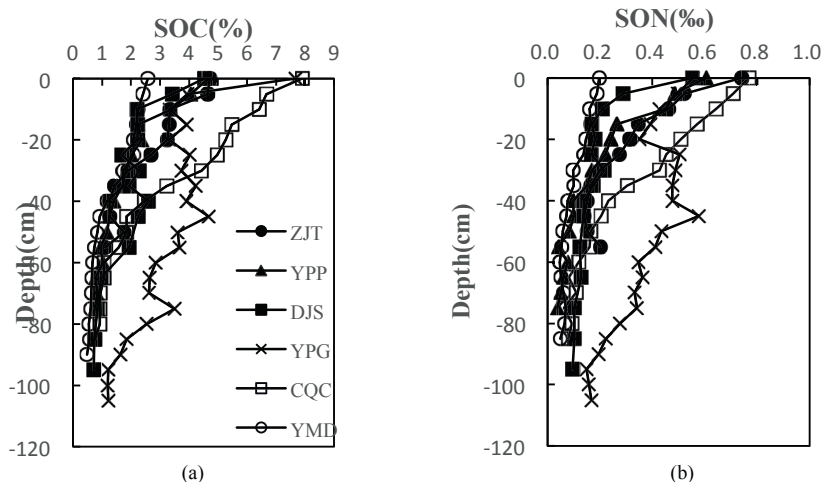 SOC(%)
0 1 2 3 4 5 6 7 8 9
0
-20
-40
-60
-80
-100
-120
Depth(cm)
ZJT
YPP
DJS
YPG
CQC
YMD
(a)
SON(‰)
0.0 0.2 0.4 0.6 0.8 1.0
0
-20
-40
-60
-80
-100
-120
Depth(cm)
(b)